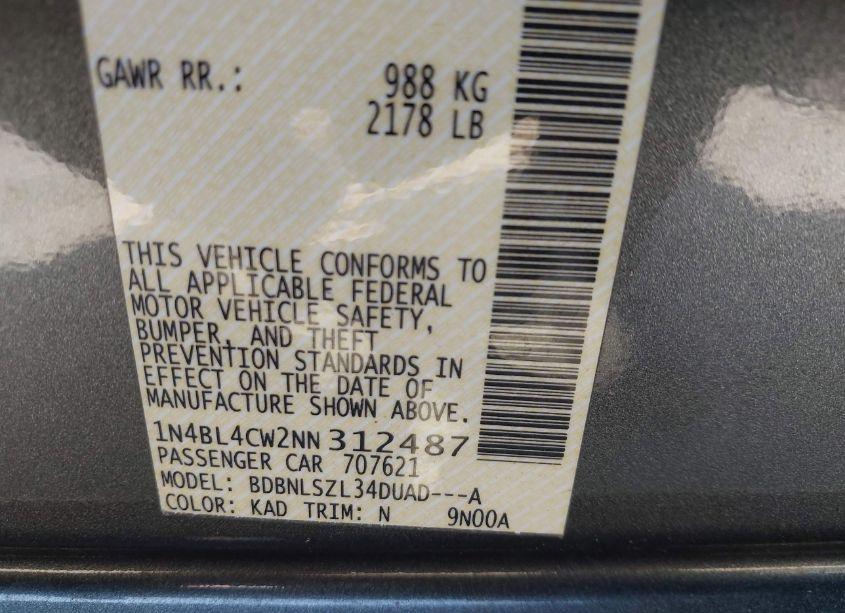 GAWR RR.: 988 KG
2178 LB
THIS VEHICLE CONFORMS TO
ALL APPLICABLE FEDERAL
MOTOR VEHICLE SAFETY,
BUMPER, AND THEFT
PREVENTION STANDARDS IN
EFFECT ON THE DATE OF
MANUFACTURE SHOWN ABOVE.
1N4BL4CW2NN312487
PASSENGER CAR 707621
MODEL: BDBNLSZL34DUAD---A
COLOR: KAD TRIM: N 9N00A